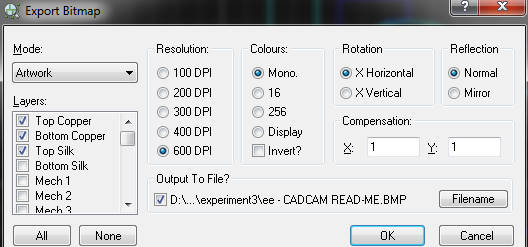 Export Bitmap
?
Mode:
Artwork
Layers:
Top Copper
Bottom Copper
Top Silk
Bottom Silk
Mech 1
Mech 2
Mech 3
All
None
Resolution:
100 DPI
200 DPI
300 DPI
400 DPI
600 DPI
Colours:
Mono.
16
256
Display
Invert?
Rotation
X Horizontal
X Vertical
Reflection
Normal
Mirror
Compensation:
X: 1 Y: 1
Output To File?
D:\...\experiment3\ee - CADCAM READ-ME.BMP
Filename
OK
Cancel